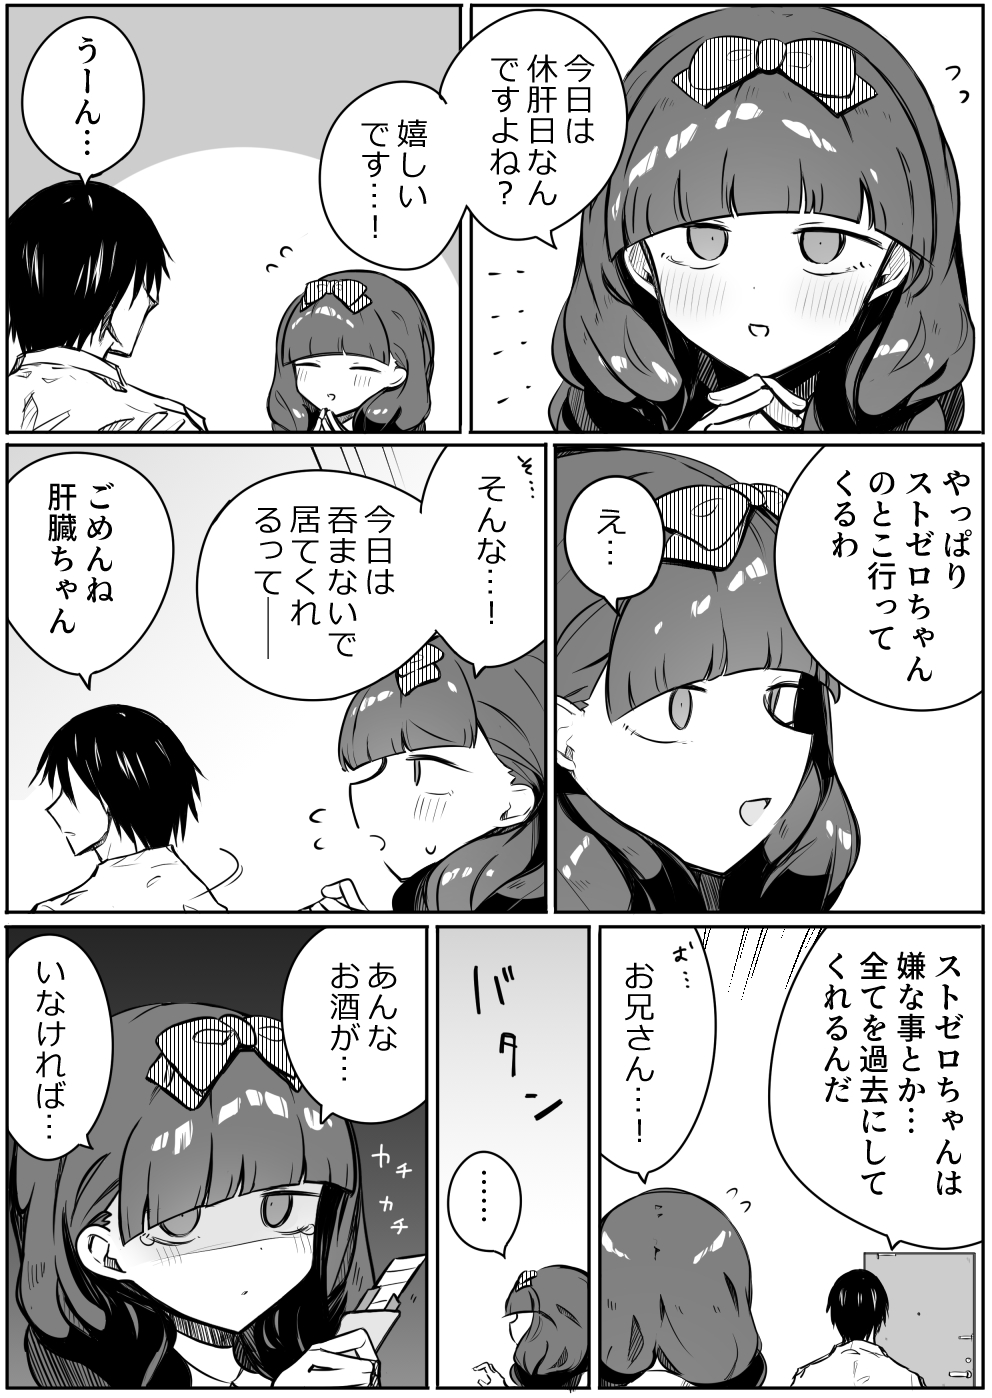 今日は
休肝日なん
ですよね？
嬉しい
です…！
うーん…
やっぱり
ストゼロちゃん
のとこ行って
くるわ
え…
そ…
そんな…！
今日は
呑まないで
居てくれ
るって――
ごめんね
肝臓ちゃん
ストゼロちゃんは
嫌な事とか…
全てを過去にして
くれるんだ
お…
お兄さん…！
バタン
……
あんな
お酒が…
カチ
カチ
いなければ…